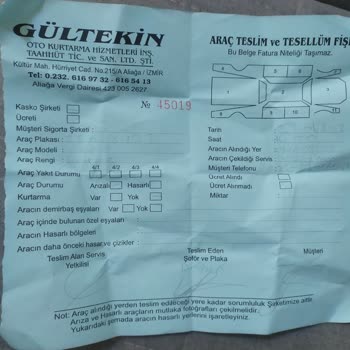 GÜLTEKİN
OTO KURTARMA HİZMETLERİ İNŞ.
TAAHHÜT TİC. ve SAN. LTD. ŞTİ.
Kültür Mah. Hürriyet Cad. No:215/A Aliağa / İZMİR
Tel: 0.232. 616 97 32 - 616 54 13
Aliağa Vergi Dairesi 423 005 2627
ARAÇ TESLİM ve TESELLÜM FİŞİ
Bu Belge Fatura Niteliği Taşımaz.
№ 45019
Kasko Şirketi
Ücreti
Müşteri Sigorta Şirketi :
Araç Plakası :
Araç Modeli :
Araç Rengi :
Araç Yakıt Durumu 4/1 4/2 4/3 4/4
Araç Durumu Arızalı Hasarlı
Kurtarma Var Yok
Aracın demirbaş eşyaları Var Yok
Araç içinde bulunan özel eşyaları :
Aracın Hasarlı bölgeleri :
Aracın daha önceki hasar ve çizikler :
Tarih
Saat
Aracın Alındığı Yer
Aracın Çekildiği Servis
Müşteri Telefonu
Ücret Alındı
Ücret Alınmadı
Miktar
Teslim Alan Servis
Yetkilisi
Teslim Eden
Şoför ve Plaka
Müşteri
Not: Araç alındığı yerden teslim edileceği yere kadar sorumluluk Şirketimize aittir.
Arıza ve Hasarlı araçların mutlaka fotoğrafları çekilmelidir.
Yukarıdaki şemada aracın hasarlı yerlerini işaretleyiniz.